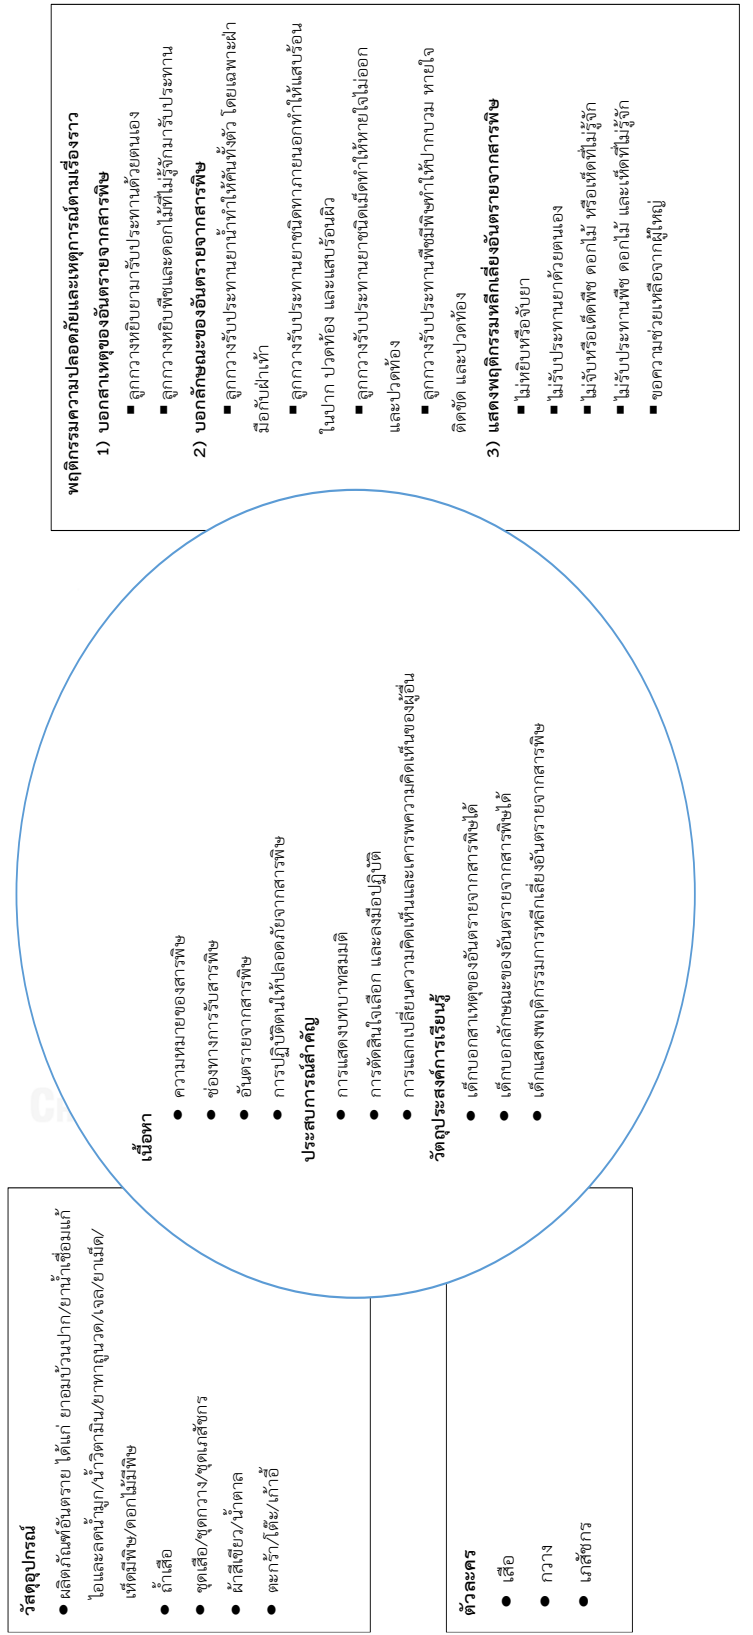 วัสดุอุปกรณ์
● ผลิตภัณฑ์อันตราย ได้แก่ ยาอมบ้วนปาก/ยาน้ำเชื่อมแก้
ไอและลดน้ำมูก/น้ำวิตามิน/ยาทาถูนวด/เจล/ยาเม็ด/
เห็ดมีพิษ/ดอกไม้มีพิษ
● ถ้ำเสือ
● ชุดเสือ/ชุดกวาง/ชุดเภสัชกร
● ผ้าสีเขียว/น้ำตาล
● ตะกร้า/โต๊ะ/เก้าอี้
ตัวละคร
● เสือ
● กวาง
● เภสัชกร
เนื้อหา
● ความหมายของสารพิษ
● ช่องทางการรับสารพิษ
● อันตรายจากสารพิษ
● การปฏิบัติตนให้ปลอดภัยจากสารพิษ
ประสบการณ์สำคัญ
● การแสดงบทบาทสมมติ
● การตัดสินใจเลือก และลงมือปฏิบัติ
● การแลกเปลี่ยนความคิดเห็นและเคารพความคิดเห็นของผู้อื่น
วัตถุประสงค์การเรียนรู้
● เด็กบอกสาเหตุของอันตรายจากสารพิษได้
● เด็กบอกลักษณะของอันตรายจากสารพิษได้
● เด็กแสดงพฤติกรรมการหลีกเลี่ยงอันตรายจากสารพิษ
พฤติกรรมความปลอดภัยและเหตุการณ์ตามเรื่องราว
1) บอกสาเหตุของอันตรายจากสารพิษ
■ ลูกกวางหยิบยามารับประทานด้วยตนเอง
■ ลูกกวางหยิบพืชและดอกไม้ที่ไม่รู้จักมารับประทาน
2) บอกลักษณะของอันตรายจากสารพิษ
■ ลูกกวางรับประทานยาน้ำทำให้คันทั้งตัว โดยเฉพาะฝ่า
มือกับฝ่าเท้า
■ ลูกกวางรับประทานยาชนิดทาภายนอกทำให้แสบร้อน
ในปาก ปวดท้อง และแสบร้อนผิว
■ ลูกกวางรับประทานยาชนิดเม็ดทำให้หายใจไม่ออก
และปวดท้อง
■ ลูกกวางรับประทานพืชมีพิษทำให้ปากบวม หายใจ
ติดขัด และปวดท้อง
3) แสดงพฤติกรรมหลีกเลี่ยงอันตรายจากสารพิษ
■ ไม่หยิบหรือจับยา
■ ไม่รับประทานยาด้วยตนเอง
■ ไม่จับหรือเด็ดพืช ดอกไม้ หรือเห็ดที่ไม่รู้จัก
■ ไม่รับประทานพืช ดอกไม้ และเห็ดที่ไม่รู้จัก
■ ขอความช่วยเหลือจากผู้ใหญ่